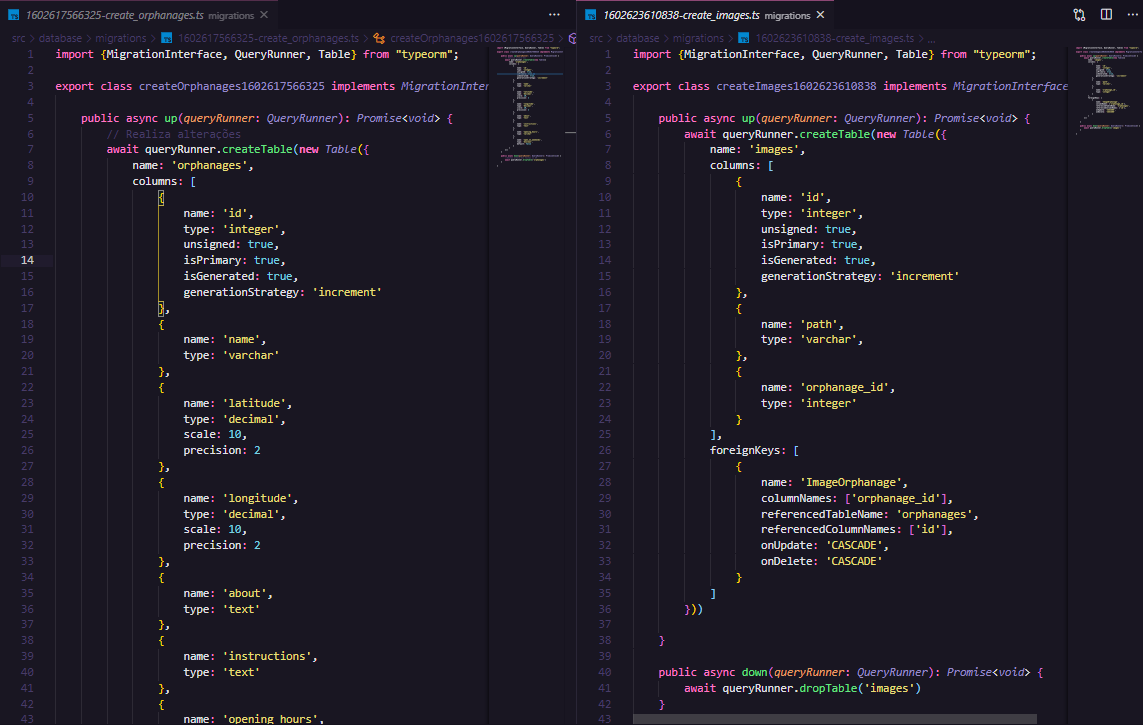 1602617566325-create_orphanages.ts migrations ×
src > database > migrations > 1602617566325-create_orphanages.ts > createOrphanages1602617566325 >
1 import {MigrationInterface, QueryRunner, Table} from "typeorm";
2
3 export class createOrphanages1602617566325 implements MigrationInter
4
5 public async up(queryRunner: QueryRunner): Promise<void> {
6 // Realiza alterações
7 await queryRunner.createTable(new Table({
8 name: 'orphanages',
9 columns: [
10 {
11 name: 'id',
12 type: 'integer',
13 unsigned: true,
14 isPrimary: true,
15 isGenerated: true,
16 generationStrategy: 'increment'
17 },
18 {
19 name: 'name',
20 type: 'varchar'
21 },
22 {
23 name: 'latitude',
24 type: 'decimal',
25 scale: 10,
26 precision: 2
27 },
28 {
29 name: 'longitude',
30 type: 'decimal',
31 scale: 10,
32 precision: 2
33 },
34 {
35 name: 'about',
36 type: 'text'
37 },
38 {
39 name: 'instructions',
40 type: 'text'
41 },
42 {
43 name: 'opening_hours',
1602623610838-create_images.ts migrations ×
src > database > migrations > 1602623610838-create_images.ts > ...
1 import {MigrationInterface, QueryRunner, Table} from "typeorm";
2
3 export class createImages1602623610838 implements MigrationInterface
4
5 public async up(queryRunner: QueryRunner): Promise<void> {
6 await queryRunner.createTable(new Table({
7 name: 'images',
8 columns: [
9 {
10 name: 'id',
11 type: 'integer',
12 unsigned: true,
13 isPrimary: true,
14 isGenerated: true,
15 generationStrategy: 'increment'
16 },
17 {
18 name: 'path',
19 type: 'varchar',
20 },
21 {
22 name: 'orphanage_id',
23 type: 'integer'
24 }
25 ],
26 foreignKeys: [
27 {
28 name: 'ImageOrphanage',
29 columnNames: ['orphanage_id'],
30 referencedTableName: 'orphanages',
31 referencedColumnNames: ['id'],
32 onUpdate: 'CASCADE',
33 onDelete: 'CASCADE'
34 }
35 ]
36 }))
37
38 }
39
40 public async down(queryRunner: QueryRunner): Promise<void> {
41 await queryRunner.dropTable('images')
42 }
43